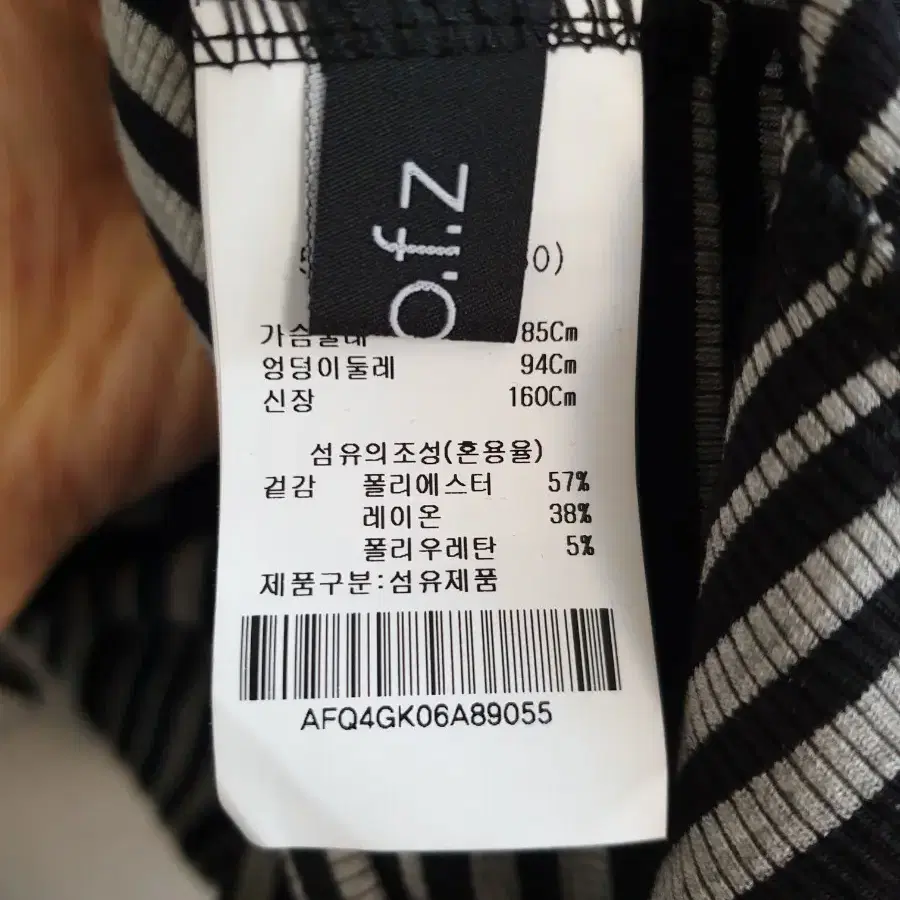 o.f.z
0)
가슴둘레 85Cm
엉덩이둘레 94Cm
신장 160Cm
섬유의조성(혼용율)
겉감 폴리에스터 57%
레이온 38%
폴리우레탄 5%
제품구분:섬유제품
AFQ4GK06A89055